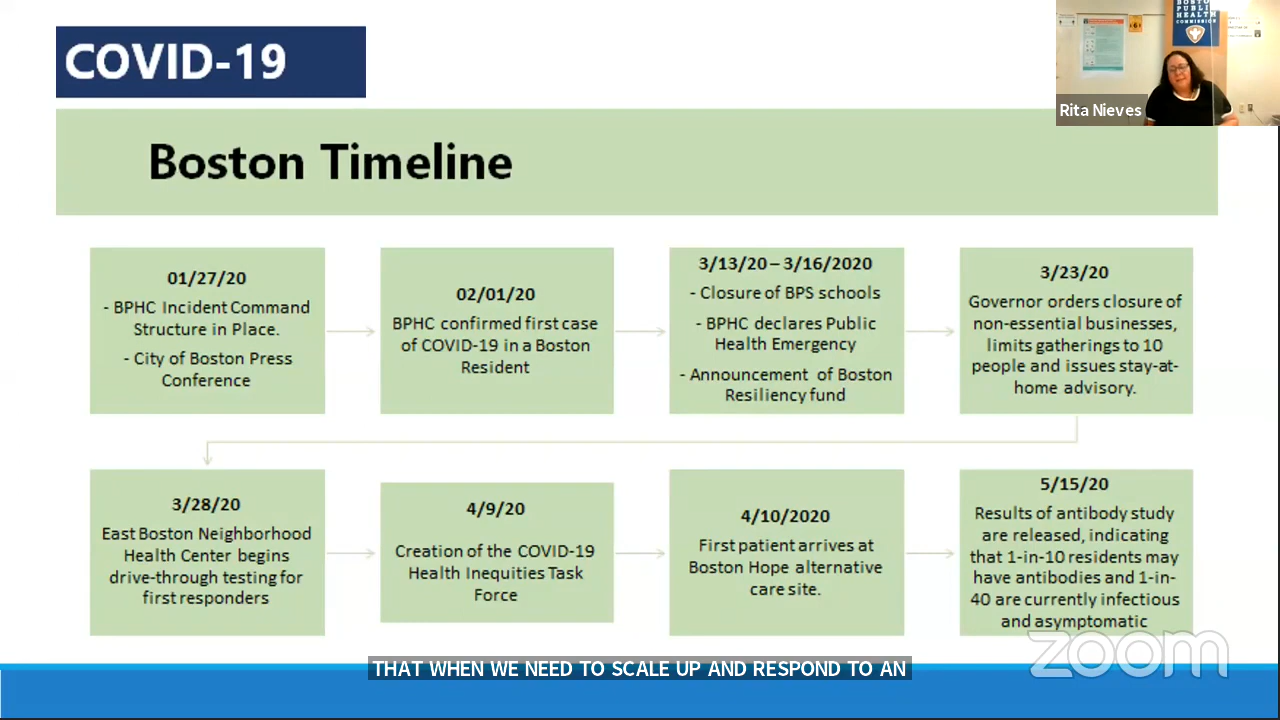 COVID-19
BOSTON
PUBLIC
HEALTH
COMMISSION
Rita Nieves
Boston Timeline
01/27/20
- BPHC Incident Command
Structure in Place.
- City of Boston Press
Conference
02/01/20
BPHC confirmed first case
of COVID-19 in a Boston
Resident
3/13/20 – 3/16/2020
- Closure of BPS schools
- BPHC declares Public
Health Emergency
- Announcement of Boston
Resiliency fund
3/23/20
Governor orders closure of
non-essential businesses,
limits gatherings to 10
people and issues stay-at-
home advisory.
3/28/20
East Boston Neighborhood
Health Center begins
drive-through testing for
first responders
4/9/20
Creation of the COVID-19
Health Inequities Task
Force
4/10/2020
First patient arrives at
Boston Hope alternative
care site.
5/15/20
Results of antibody study
are released, indicating
that 1-in-10 residents may
have antibodies and 1-in-
40 are currently infectious
and asymptomatic
zoom
THAT WHEN WE NEED TO SCALE UP AND RESPOND TO AN